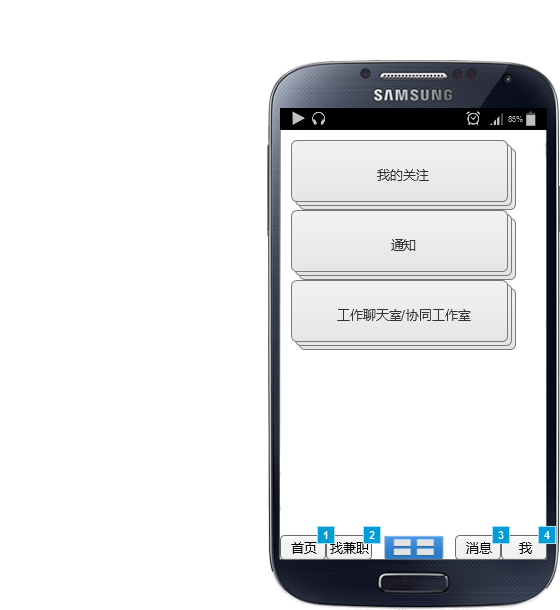 SAMSUNG
85%
我的关注
通知
工作聊天室/协同工作室
首页 1
我兼职 2
消息 3
我 4